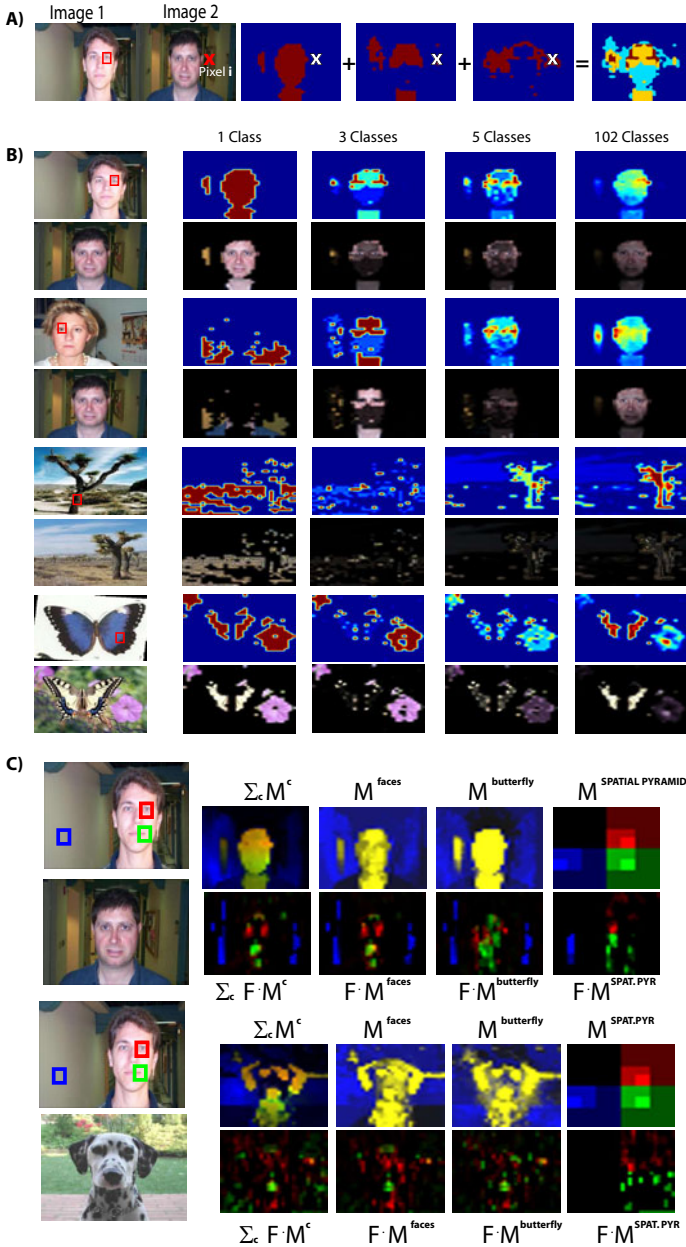 Image 1 Image 2
A)
X
Pixel i
X + X + X =
1 Class 3 Classes 5 Classes 102 Classes
B)
C)
Σc M^c M^faces M^butterfly M^SPATIAL PYRAMID
Σc F·M^c F·M^faces F·M^butterfly F·M^SPAT.PYR
Σc M^c M^faces M^butterfly M^SPAT.PYR
Σc F·M^c F·M^faces F·M^butterfly F·M^SPAT.PYR